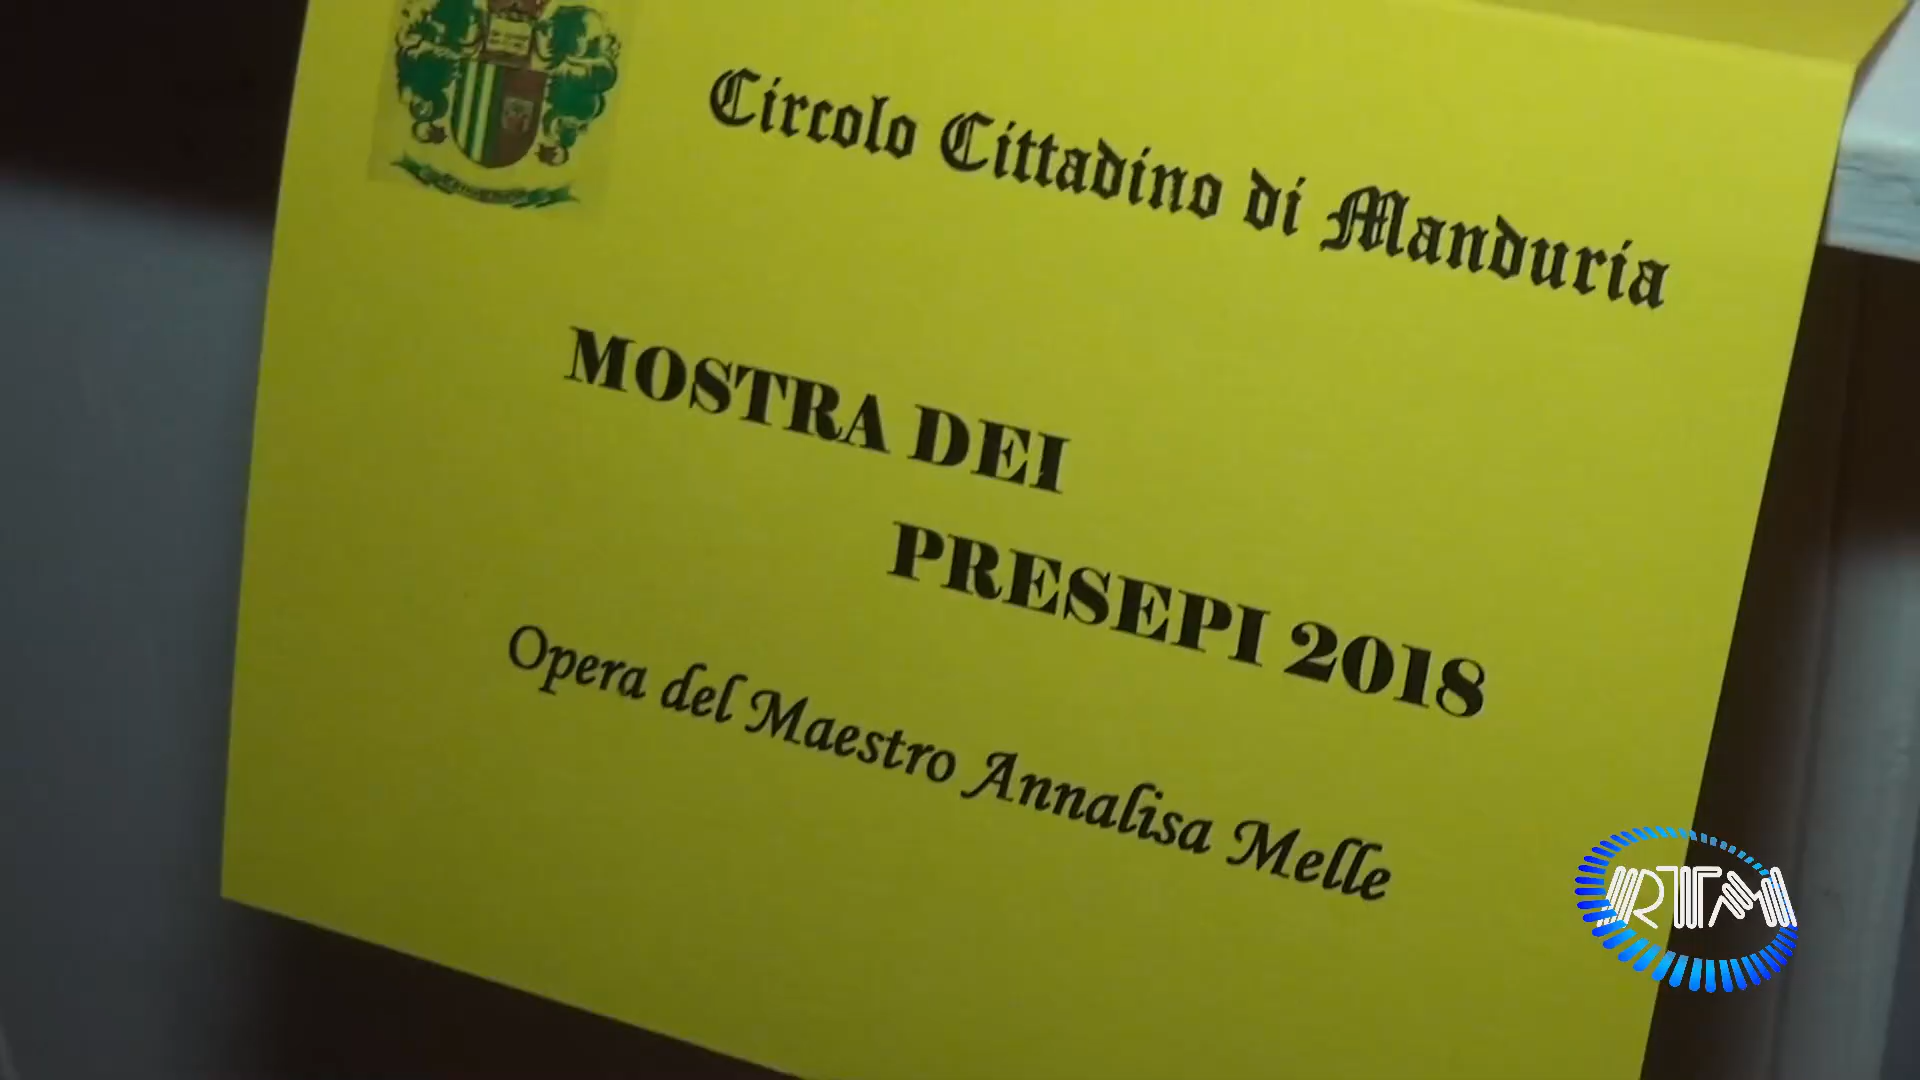 Circolo Cittadino di Manduria
MOSTRA DEI
PRESEPI 2018
Opera del Maestro Annalisa Melle
RTM